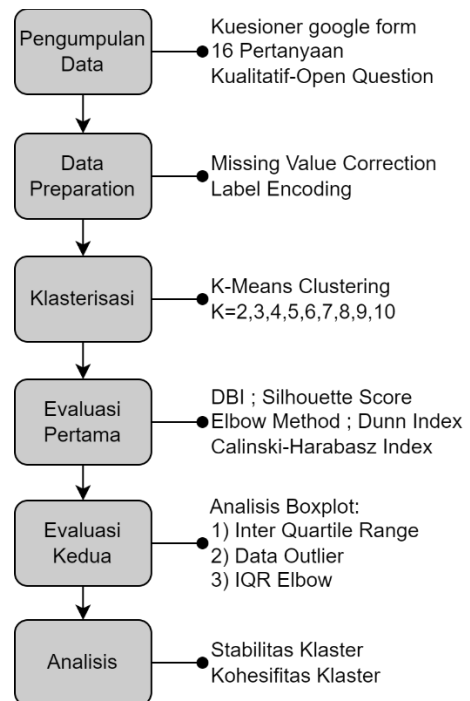 Pengumpulan
Data
Kuesioner google form
16 Pertanyaan
Kualitatif-Open Question
Data
Preparation
Missing Value Correction
Label Encoding
Klasterisasi
K-Means Clustering
K=2,3,4,5,6,7,8,9,10
Evaluasi
Pertama
DBI ; Silhouette Score
Elbow Method ; Dunn Index
Calinski-Harabasz Index
Evaluasi
Kedua
Analisis Boxplot:
1) Inter Quartile Range
2) Data Outlier
3) IQR Elbow
Analisis
Stabilitas Klaster
Kohesifitas Klaster